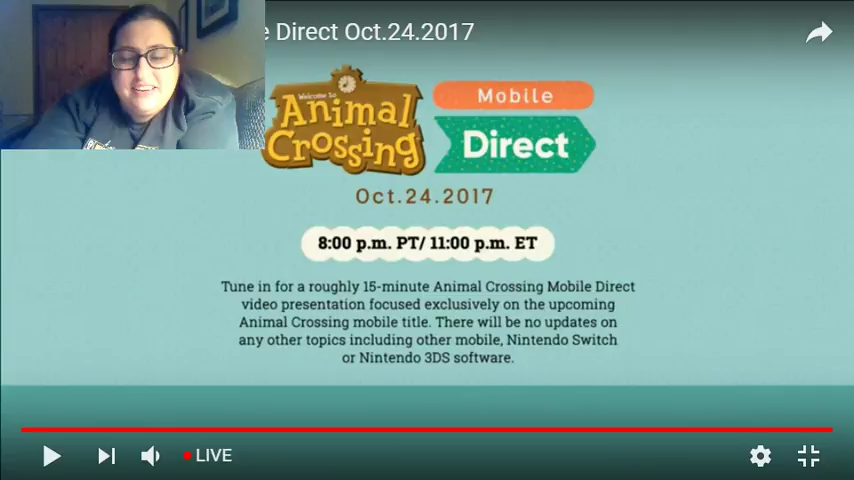 e Direct Oct.24.2017
Welcome to
Animal
Crossing
Mobile
Direct
Oct.24.2017
8:00 p.m. PT/ 11:00 p.m. ET
Tune in for a roughly 15-minute Animal Crossing Mobile Direct
video presentation focused exclusively on the upcoming
Animal Crossing mobile title. There will be no updates on
any other topics including other mobile, Nintendo Switch
or Nintendo 3DS software.
LIVE